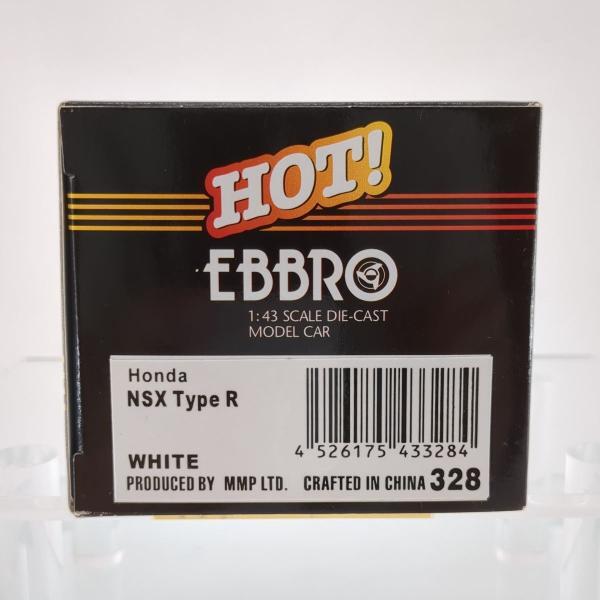 HOT!
EBBRO
1:43 SCALE DIE-CAST
MODEL CAR
Honda
NSX Type R
4 526175 433284
WHITE
PRODUCED BY MMP LTD. CRAFTED IN CHINA 328